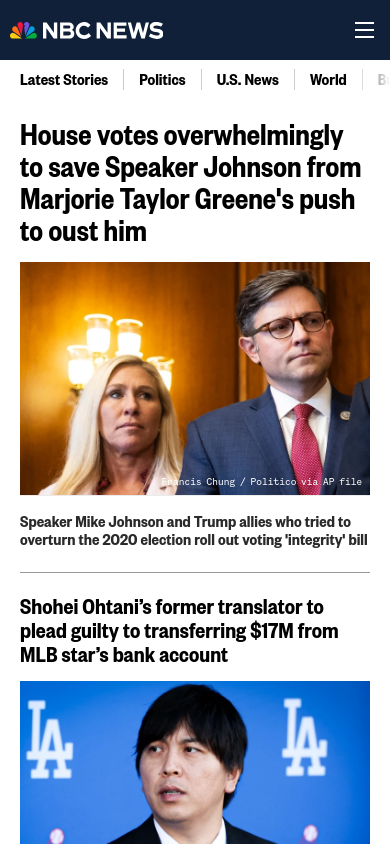 NBC NEWS
Latest Stories
Politics
U.S. News
World
House votes overwhelmingly
to save Speaker Johnson from
Marjorie Taylor Greene's push
to oust him
Francis Chung / Politico via AP file
Speaker Mike Johnson and Trump allies who tried to
overturn the 2020 election roll out voting 'integrity' bill
Shohei Ohtani’s former translator to
plead guilty to transferring $17M from
MLB star’s bank account
LA
LA